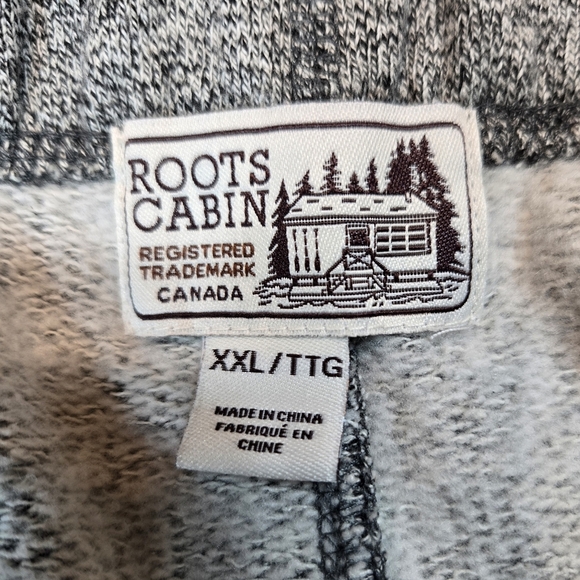 ROOTS
CABIN
REGISTERED
TRADEMARK
CANADA
XXL/TTG
MADE IN CHINA
FABRIQUÉ EN
CHINE